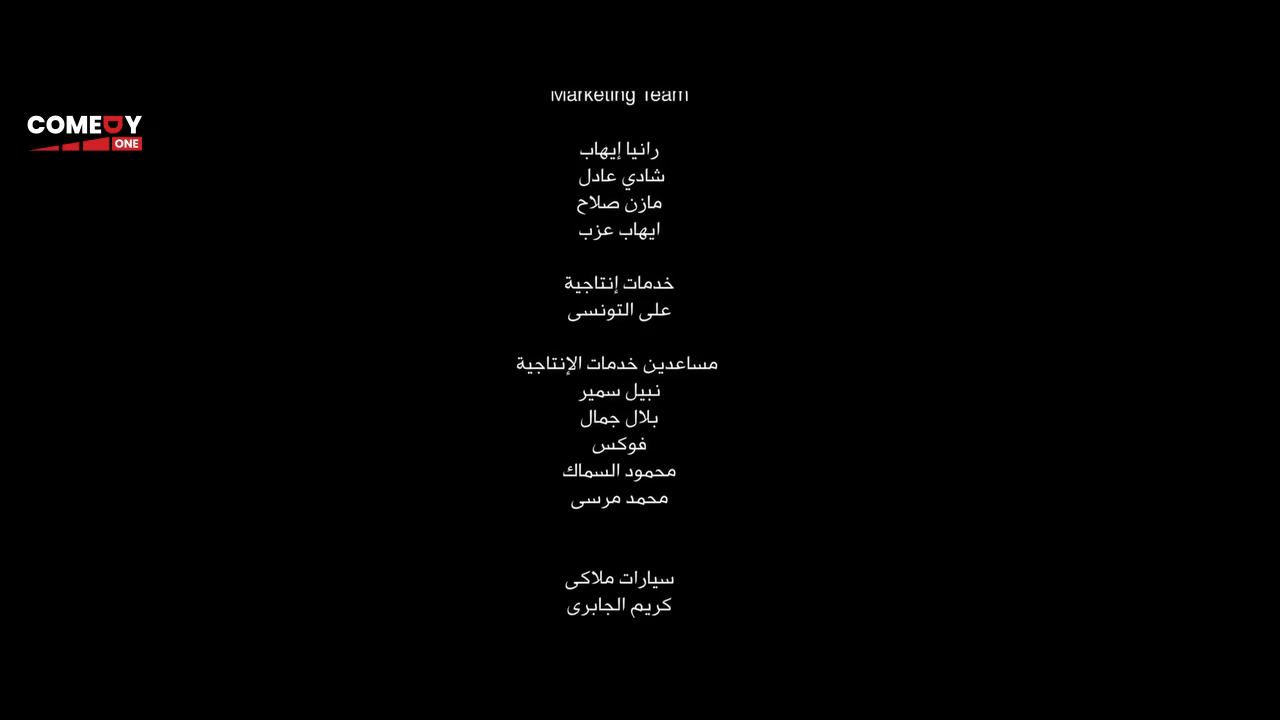 Marketing Team
COMEDY
ONE
رانيا إيهاب
شادي عادل
مازن صلاح
ايهاب عزب
خدمات إنتاجية
على التونسى
مساعدين خدمات الإنتاجية
نبيل سمير
بلال جمال
فوكس
محمود السماك
محمد مرسى
سيارات ملاكى
كريم الجابرى